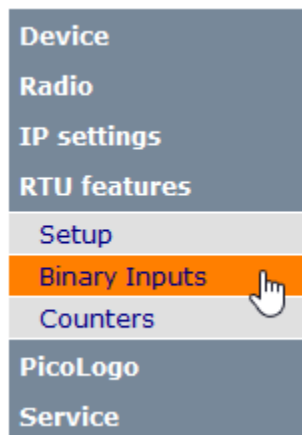 Device
Radio
IP settings
RTU features
Setup
Binary Inputs
Counters
PicoLogo
Service